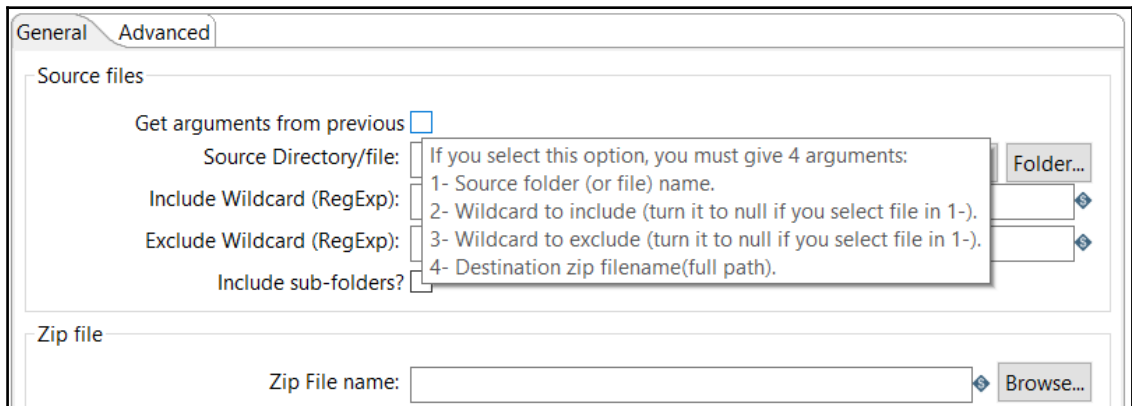 General Advanced
Source files
Get arguments from previous
Source Directory/file:
If you select this option, you must give 4 arguments:
Folder...
1- Source folder (or file) name.
Include Wildcard (RegExp):
2- Wildcard to include (turn it to null if you select file in 1-).
Exclude Wildcard (RegExp):
3- Wildcard to exclude (turn it to null if you select file in 1-).
4- Destination zip filename(full path).
Include sub-folders?
Zip file
Zip File name:
Browse...